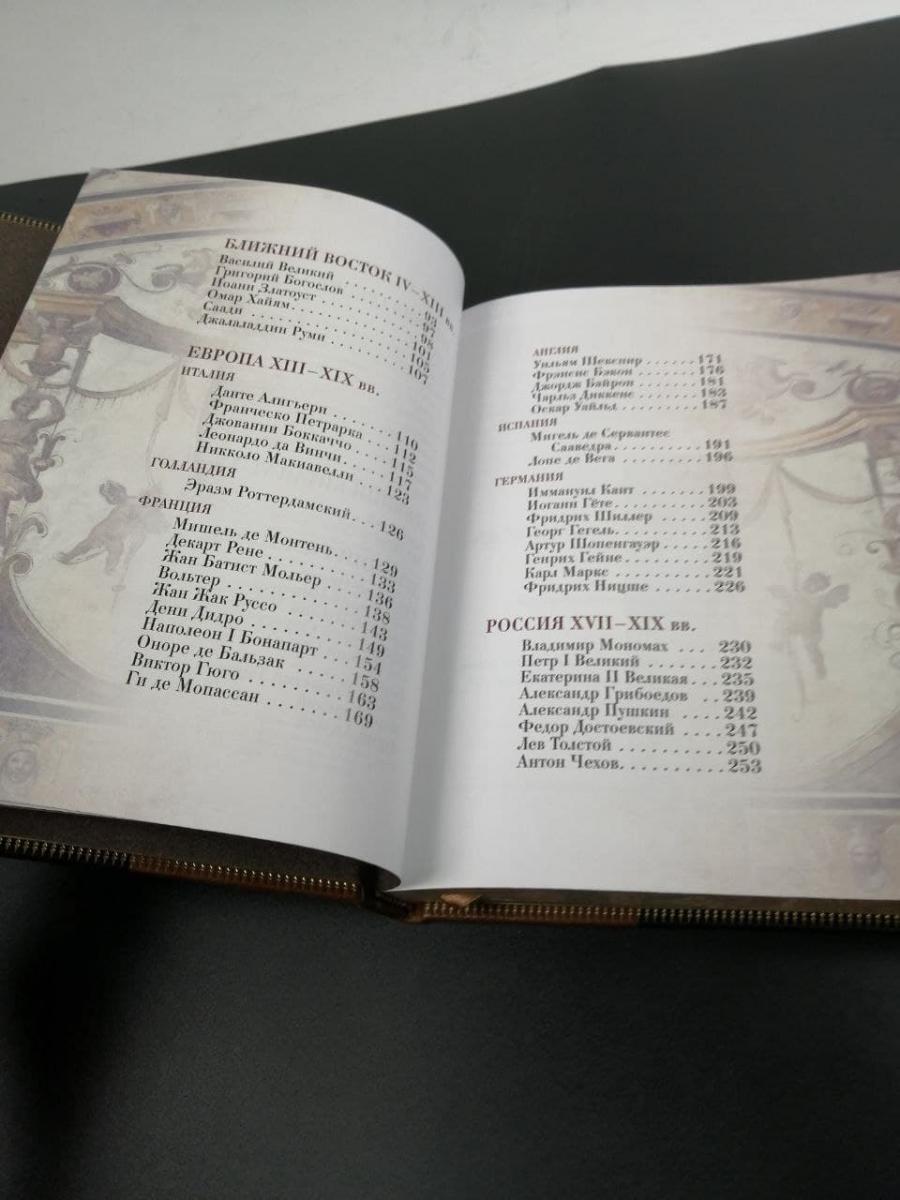 БЛИЖНИЙ ВОСТОК IV–XIII вв.
Василий Великий . . . . . . . . . . 93
Григорий Богослов . . . . . . . . 97
Иоанн Златоуст . . . . . . . . . . 98
Омар Хайям . . . . . . . . . . . . 101
Саади . . . . . . . . . . . . . . . . 105
Джалаладдин Руми . . . . . . . . 107
ЕВРОПА XIII–XIX вв.
ИТАЛИЯ
Данте Алигьери . . . . . . . . 110
Франческо Петрарка . . . . 112
Джованни Боккаччо . . . . 115
Леонардо да Винчи . . . . . 117
Никколо Макиавелли . . . 123
ГОЛЛАНДИЯ
Эразм Роттердамский . . . 126
ФРАНЦИЯ
Мишель де Монтень . . . . 129
Декарт Рене . . . . . . . . . . . 133
Жан Батист Мольер . . . . 136
Вольтер . . . . . . . . . . . . . . 138
Жан Жак Руссо . . . . . . . . 143
Дени Дидро . . . . . . . . . . . 149
Наполеон I Бонапарт . . . 154
Оноре де Бальзак . . . . . . 158
Виктор Гюго . . . . . . . . . . 163
Ги де Мопассан . . . . . . . 169
АНГЛИЯ
Уильям Шекспир . . . . . . 171
Фрэнсис Бэкон . . . . . . . 176
Джордж Байрон . . . . . . . 181
Чарльз Диккенс . . . . . . . 183
Оскар Уайльд . . . . . . . . 187
ИСПАНИЯ
Мигель де Сервантес
Сааведра . . . . . . . . . . 191
Лопе де Вега . . . . . . . . . 196
ГЕРМАНИЯ
Иммануил Кант . . . . . . . 199
Иоганн Гёте . . . . . . . . . . 203
Фридрих Шиллер . . . . . . 209
Георг Гегель . . . . . . . . . . 213
Артур Шопенгауэр . . . . . 216
Генрих Гейне . . . . . . . . . 219
Карл Маркс . . . . . . . . . . 221
Фридрих Ницше . . . . . . . 226
РОССИЯ XVII–XIX вв.
Владимир Мономах . . . 230
Петр I Великий . . . . . . . 232
Екатерина II Великая . . . 235
Александр Грибоедов . . 239
Александр Пушкин . . . . 242
Федор Достоевский . . . . 247
Лев Толстой . . . . . . . . . . 250
Антон Чехов . . . . . . . . . . 253